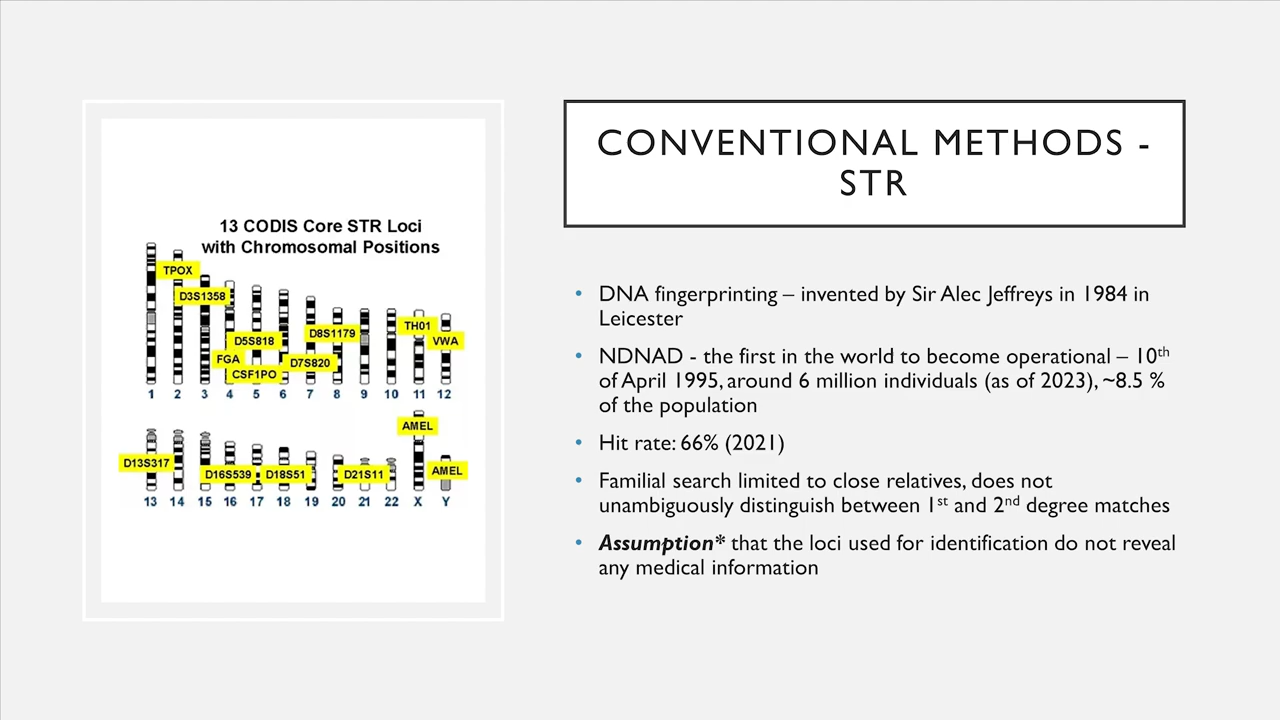 13 CODIS Core STR Loci
with Chromosomal Positions
TPOX
D3S1358
D5S818
FGA
CSF1PO
D7S820
D8S1179
TH01
VWA
1 2 3 4 5 6 7 8 9 10 11 12
AMEL
D13S317
D16S539
D18S51
D21S11
AMEL
13 14 15 16 17 18 19 20 21 22 X Y
CONVENTIONAL METHODS -
STR
• DNA fingerprinting – invented by Sir Alec Jeffreys in 1984 in
Leicester
• NDNAD - the first in the world to become operational – 10th
of April 1995, around 6 million individuals (as of 2023), ~8.5 %
of the population
• Hit rate: 66% (2021)
• Familial search limited to close relatives, does not
unambiguously distinguish between 1st and 2nd degree matches
• Assumption* that the loci used for identification do not reveal
any medical information